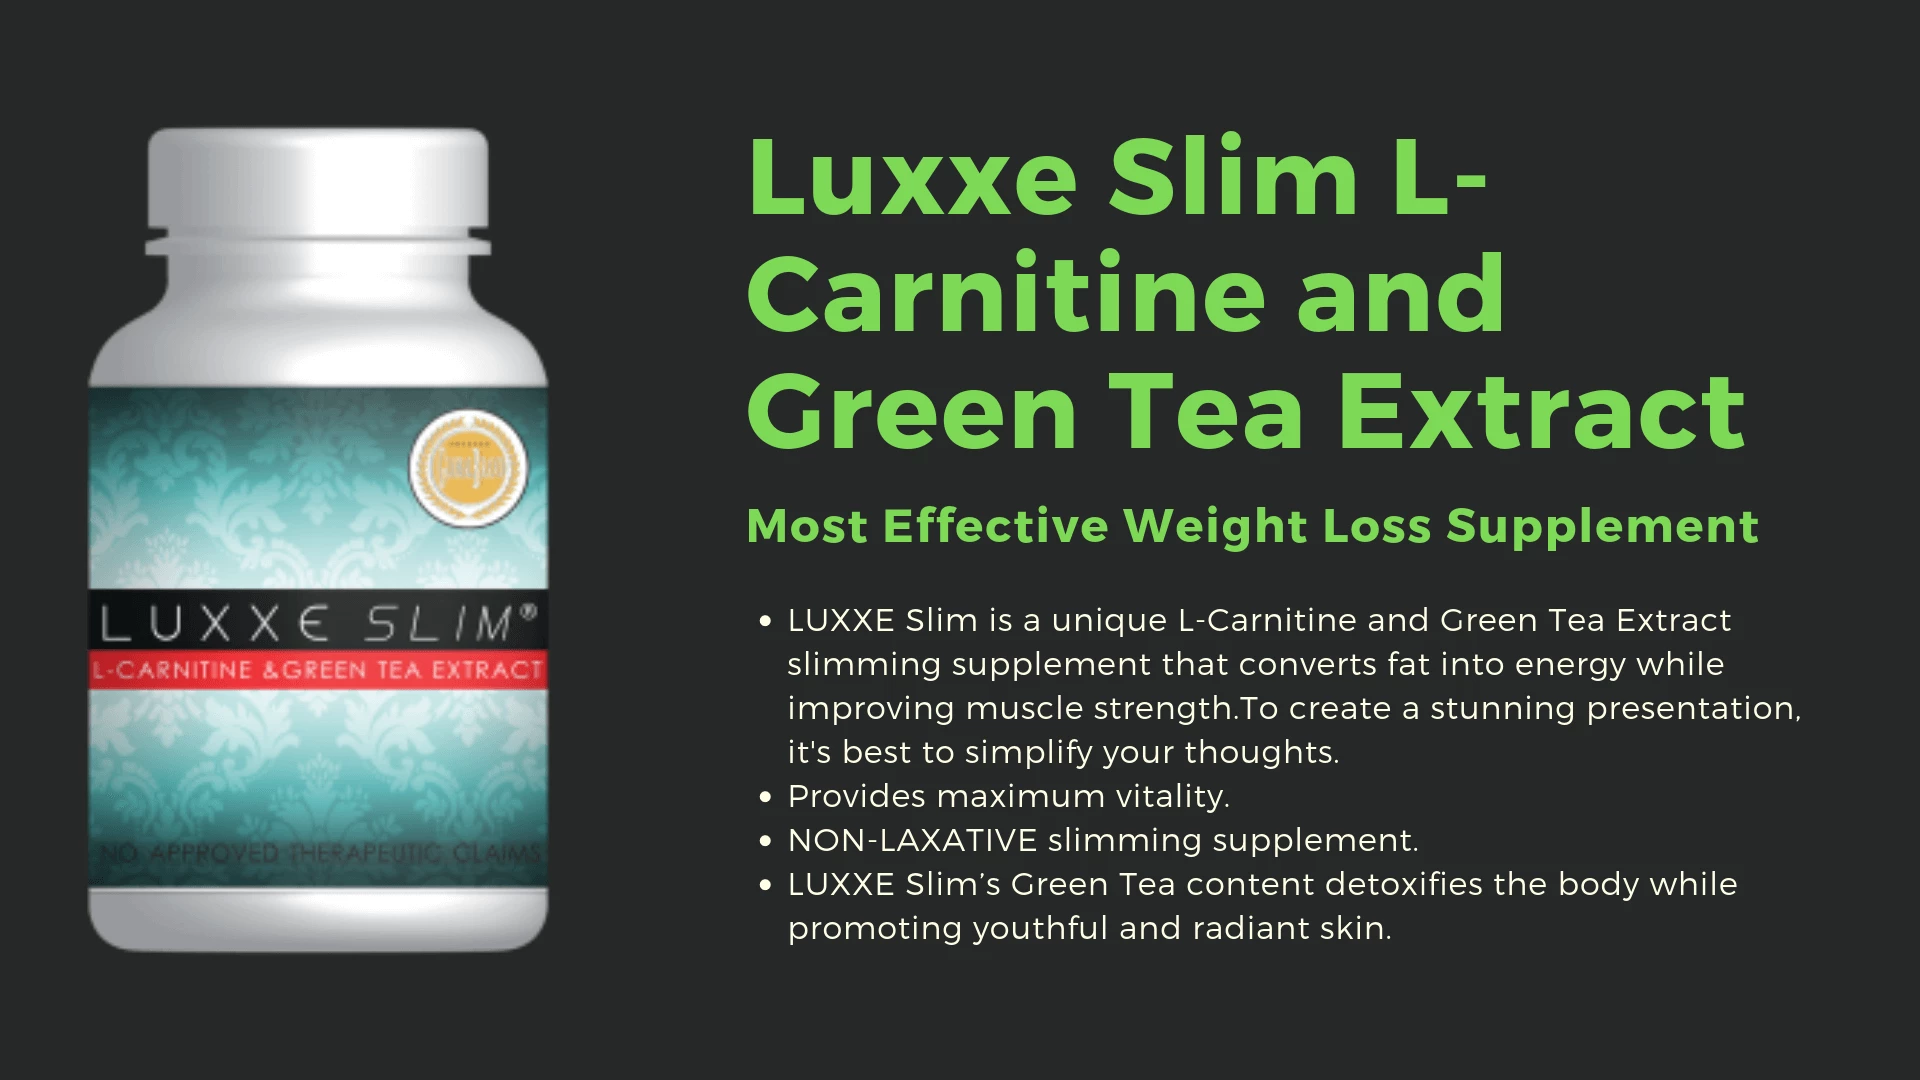 Luxxe Slim L-
Carnitine and
Green Tea Extract
Most Effective Weight Loss Supplement
• LUXXE Slim is a unique L-Carnitine and Green Tea Extract
slimming supplement that converts fat into energy while
improving muscle strength.To create a stunning presentation,
it's best to simplify your thoughts.
• Provides maximum vitality.
• NON-LAXATIVE slimming supplement.
• LUXXE Slim’s Green Tea content detoxifies the body while
promoting youthful and radiant skin.
LUXXE SLIM®
L-CARNITINE &GREEN TEA EXTRACT
NO APPROVED THERAPEUTIC CLAIMS